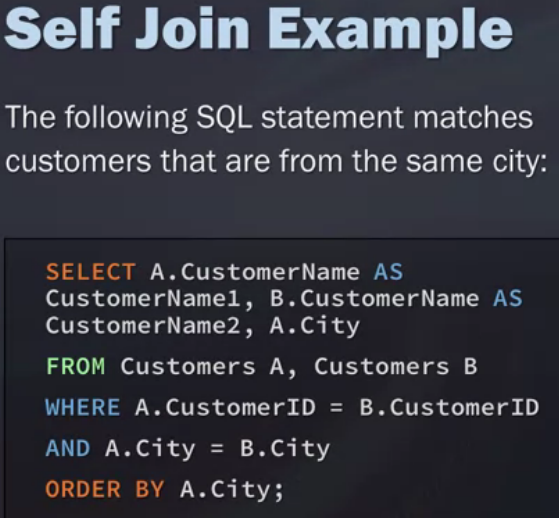 Self Join Example
The following SQL statement matches
customers that are from the same city:
SELECT A.CustomerName AS
CustomerName1, B.CustomerName AS
CustomerName2, A.City
FROM Customers A, Customers B
WHERE A.CustomerID = B.CustomerID
AND A.City = B.City
ORDER BY A.City;